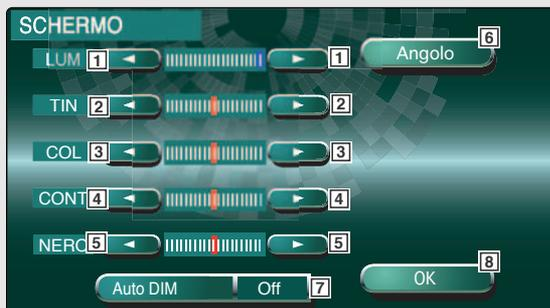 SCHERMO
LUM 1 1 Angolo 6
TIN 2 2
COL 3 3
CONT 4 4
NERO 5 5
Auto DIM Off 7 OK 8